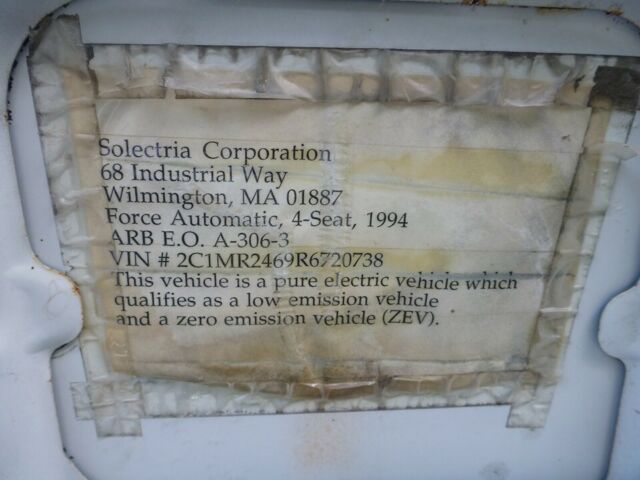 Solectria Corporation
68 Industrial Way
Wilmington, MA 01887
Force Automatic, 4-Seat, 1994
ARB E.O. A-306-3
VIN # 2C1MR2469R6720738
This vehicle is a pure electric vehicle which
qualifies as a low emission vehicle
and a zero emission vehicle (ZEV).